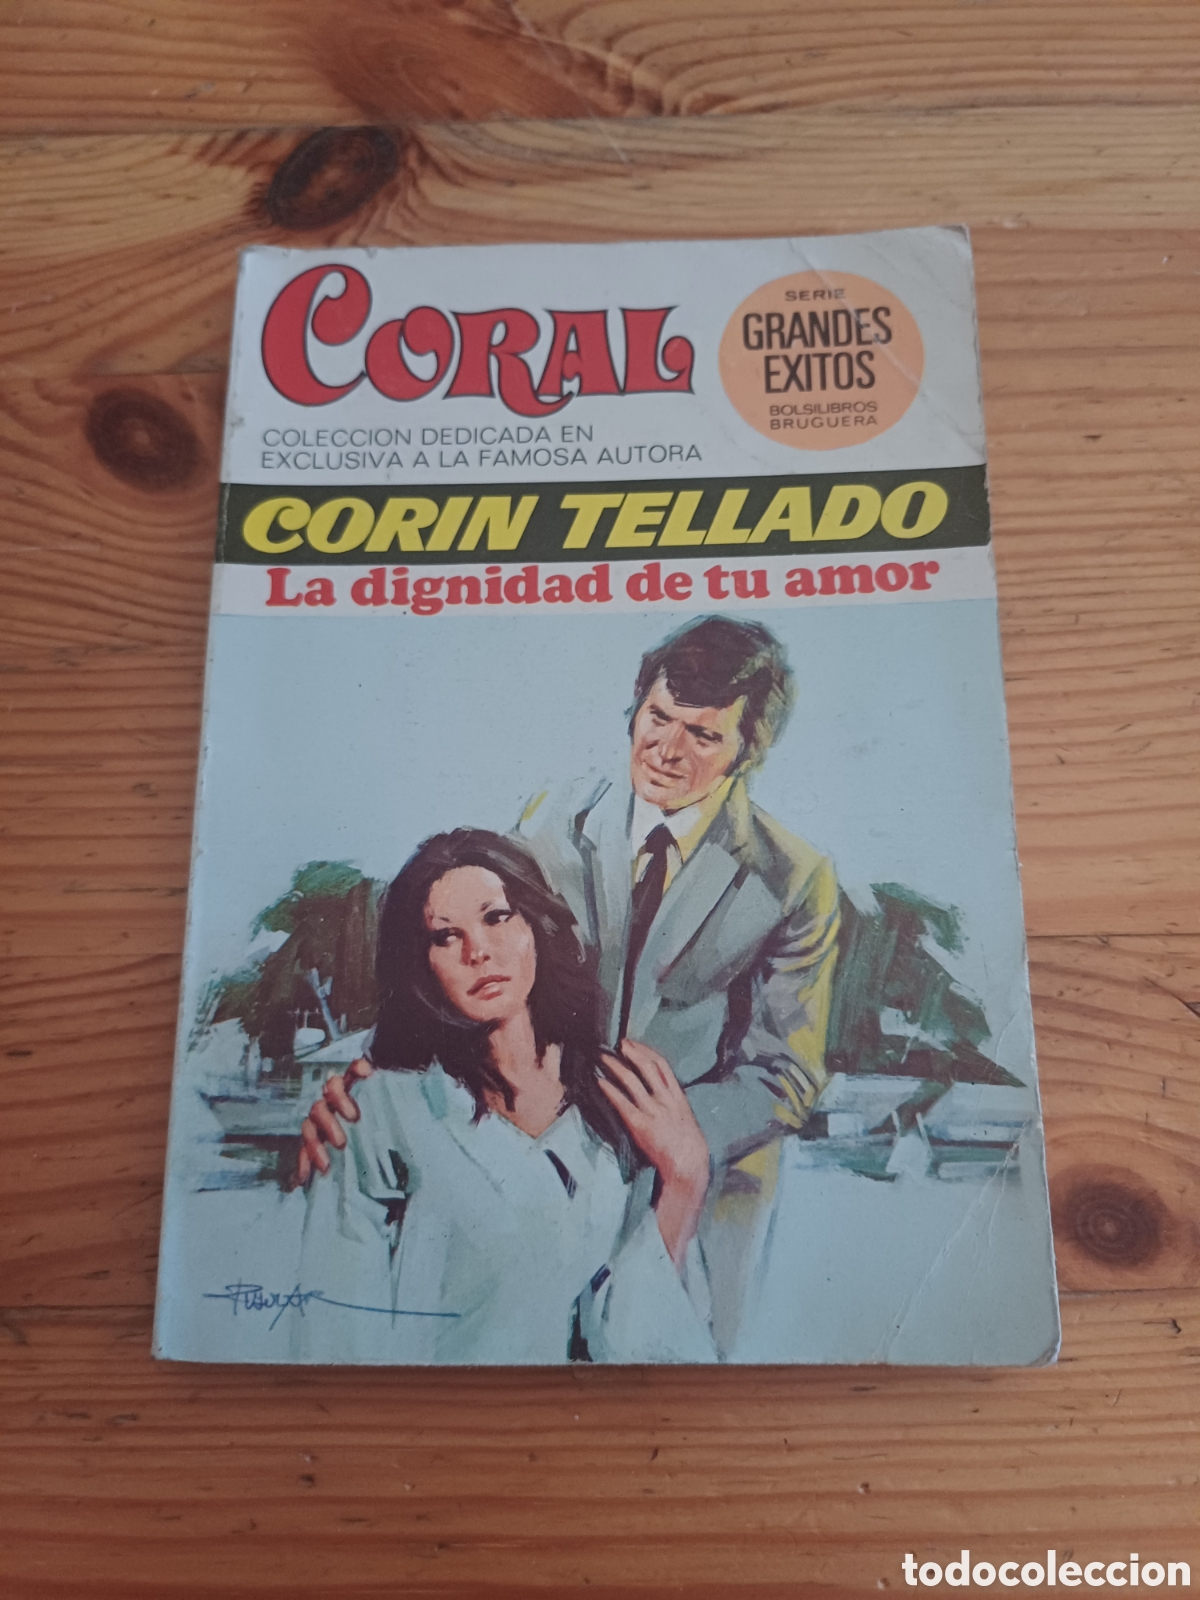 CORAL
SERIE
GRANDES
EXITOS
BOLSILIBROS
BRUGUERA
COLECCION DEDICADA EN
EXCLUSIVA A LA FAMOSA AUTORA
CORIN TELLADO
La dignidad de tu amor
todocoleccion